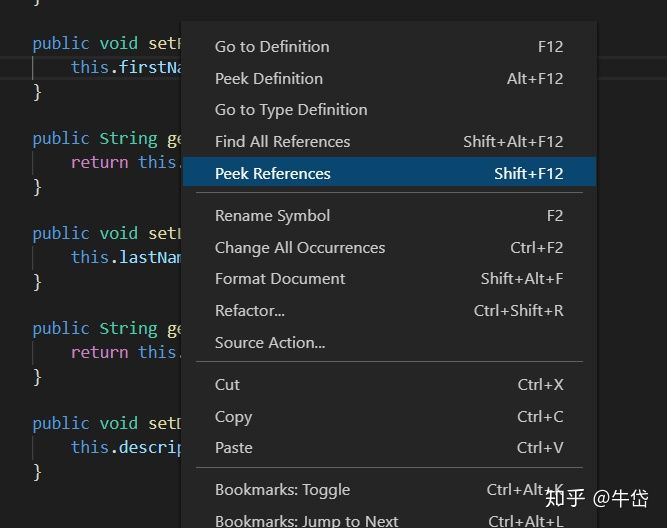 }
public void setF
this.firstNa
}
public String ge
return this.
}
public void setL
this.lastNam
}
public String ge
return this.
}
public void setD
this.descrip
}
Go to Definition F12
Peek Definition Alt+F12
Go to Type Definition
Find All References Shift+Alt+F12
Peek References Shift+F12
Rename Symbol F2
Change All Occurrences Ctrl+F2
Format Document Shift+Alt+F
Refactor... Ctrl+Shift+R
Source Action...
Cut Ctrl+X
Copy Ctrl+C
Paste Ctrl+V
Bookmarks: Toggle Ctrl+Alt+K
Bookmarks: Jump to Next Ctrl+Alt+L
知乎 @牛岱